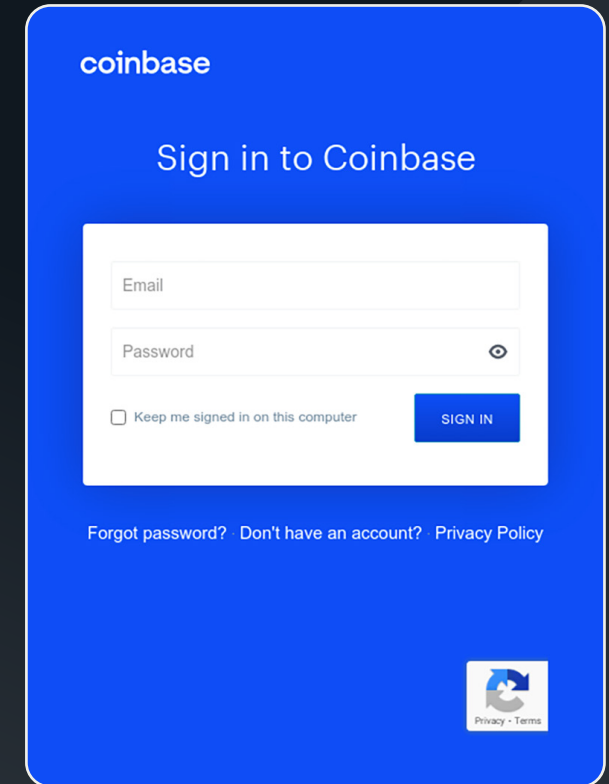 coinbase
Sign in to Coinbase
Email
Password
Keep me signed in on this computer
SIGN IN
Forgot password? · Don't have an account? · Privacy Policy
Privacy - Terms